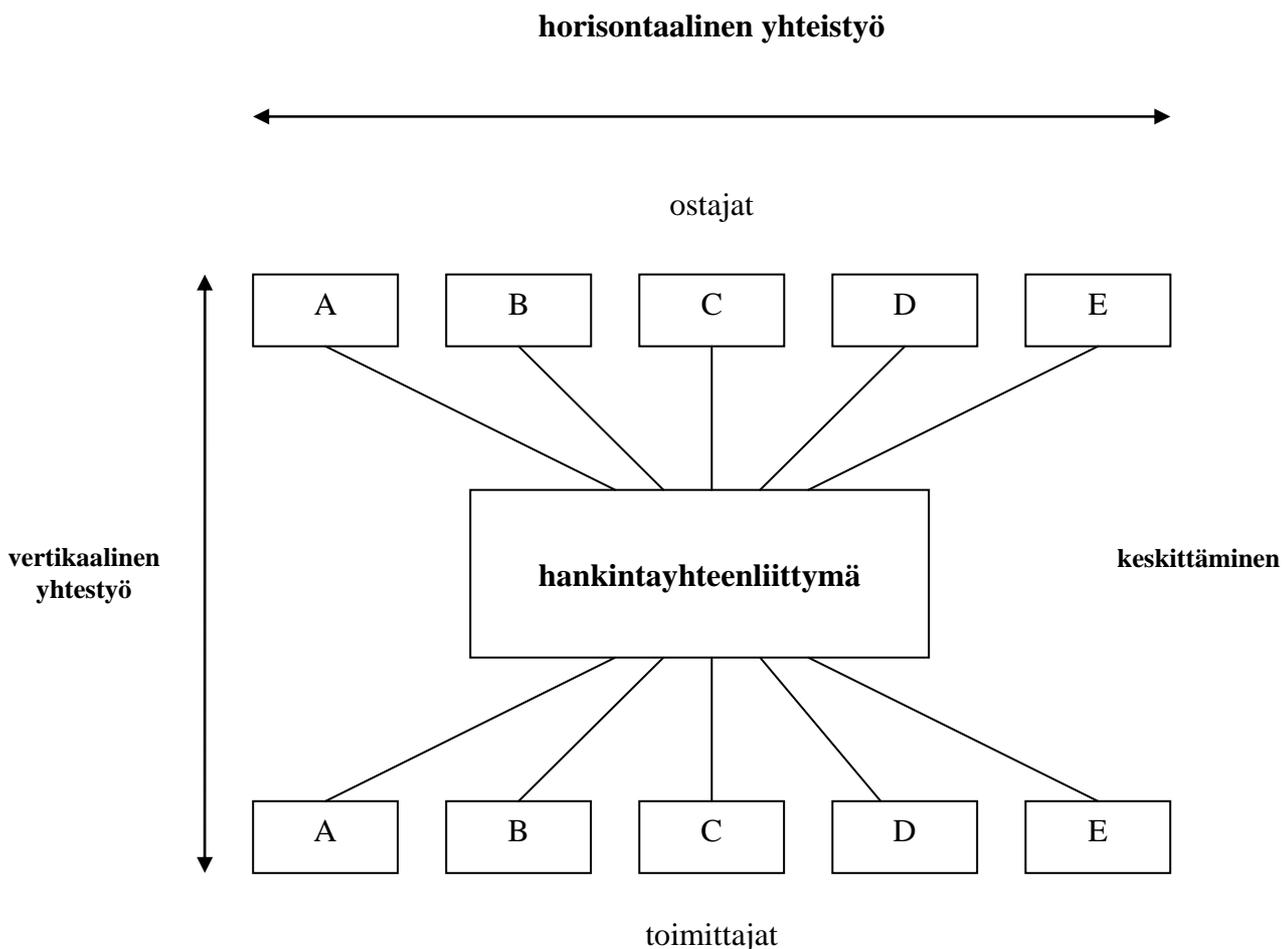 horisontaalinen yhteistyö
ostajat
A
B
C
D
E
vertikaalinen
yhtestyö
hankintayhteenliittymä
keskittäminen
A
B
C
D
E
toimittajat